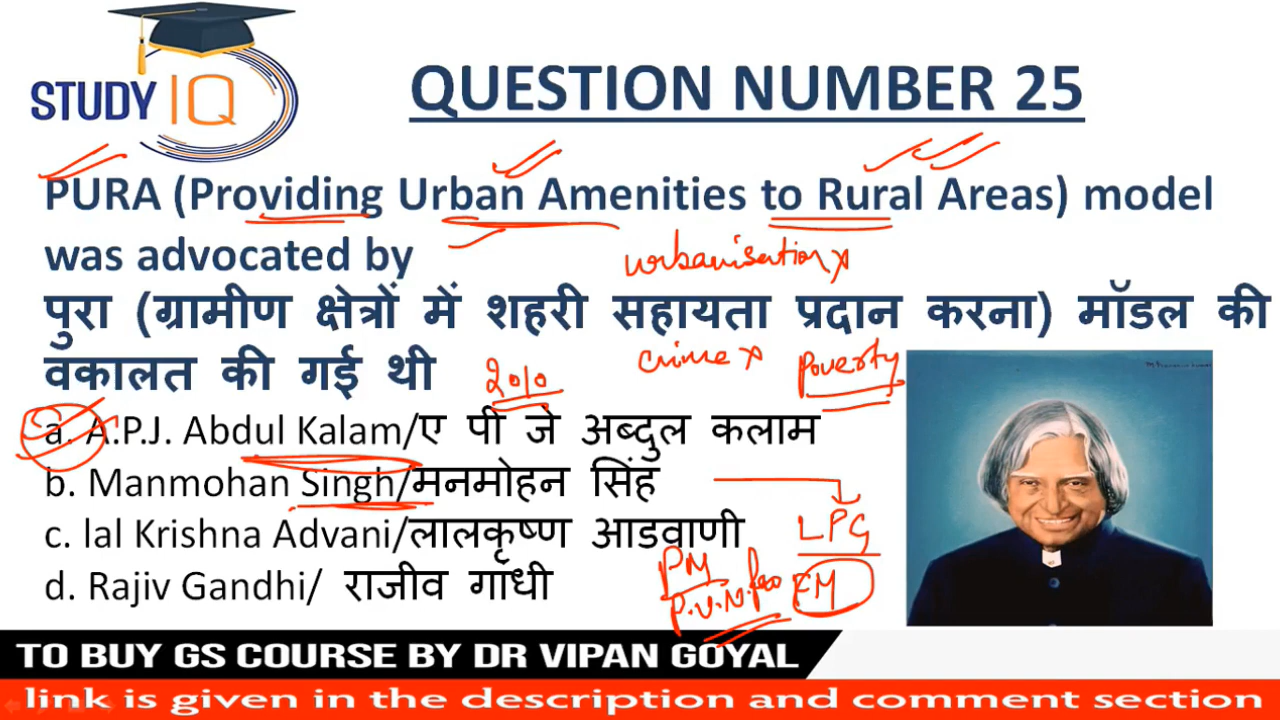 STUDY IQ
QUESTION NUMBER 25
PURA (Providing Urban Amenities to Rural Areas) model
was advocated by
urbanisation x
पुरा (ग्रामीण क्षेत्रों में शहरी सहायता प्रदान करना) मॉडल की
crime x poverty
वकालत की गई थी 2010
a. A.P.J. Abdul Kalam/ए पी जे अब्दुल कलाम
b. Manmohan Singh/मनमोहन सिंह
c. lal Krishna Advani/लालकृष्ण आडवाणी
LPG
d. Rajiv Gandhi/ राजीव गांधी
PM FM
P.V.N.
TO BUY GS COURSE BY DR VIPAN GOYAL
link is given in the description and comment section